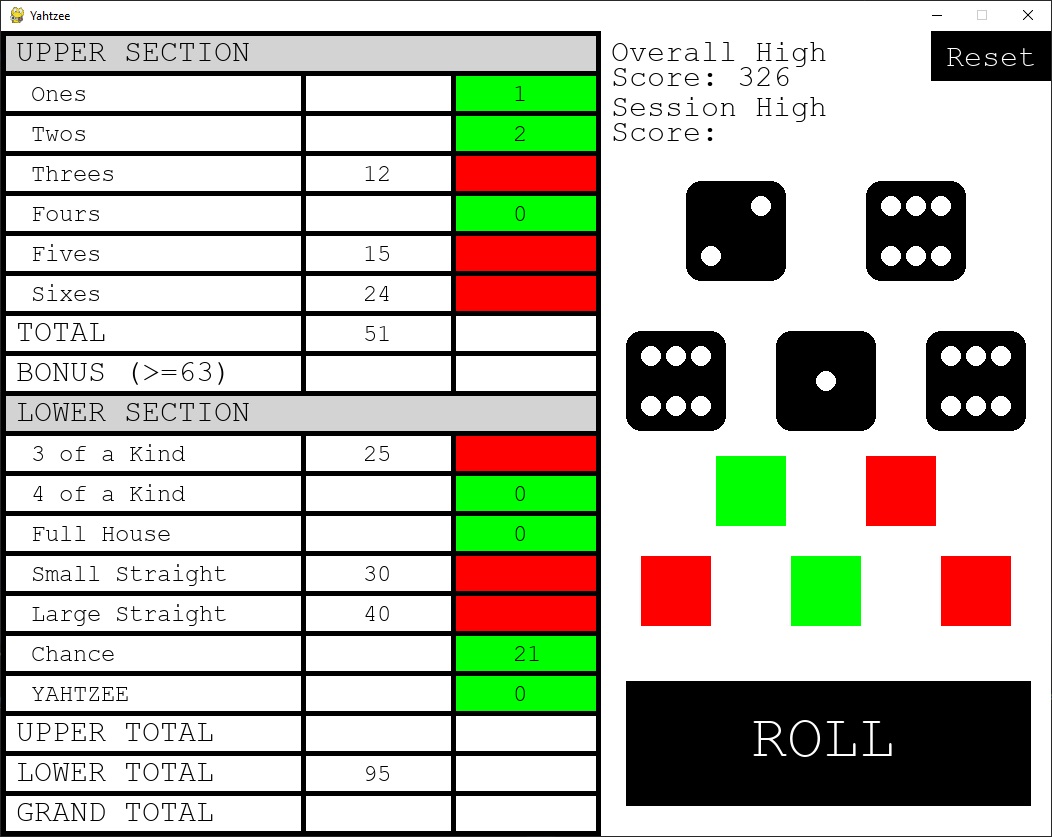 Yahtzee
UPPER SECTION
Ones 1
Twos 2
Threes 12
Fours 0
Fives 15
Sixes 24
TOTAL 51
BONUS (>=63)
LOWER SECTION
3 of a Kind 25
4 of a Kind 0
Full House 0
Small Straight 30
Large Straight 40
Chance 21
YAHTZEE 0
UPPER TOTAL
LOWER TOTAL 95
GRAND TOTAL
Overall High
Score: 326
Session High
Score:
Reset
ROLL